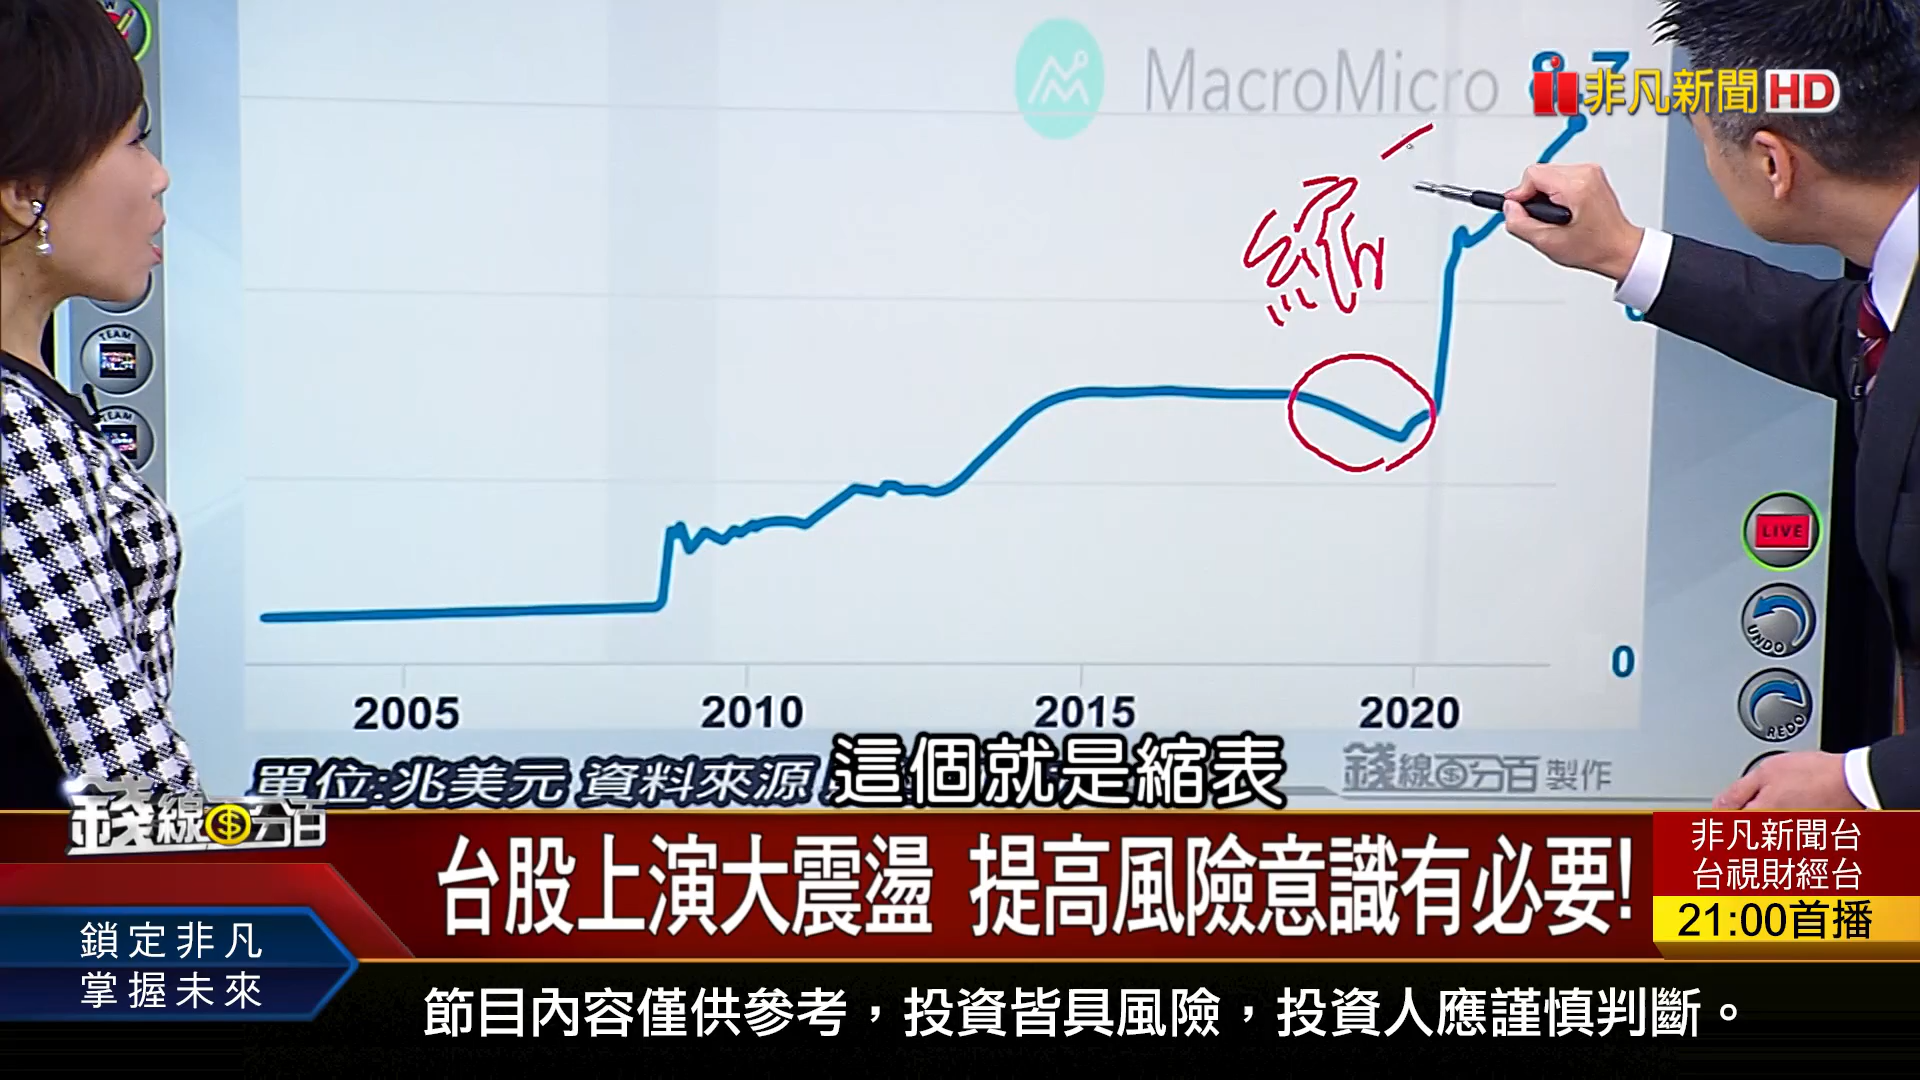 MacroMicro
8.7
非凡新聞HD
縮
TEAM
TEAM
LIVE
UNDO
REDO
0
2005
2010
2015
2020
單位:兆美元 資料來源
這個就是縮表
錢線百分百製作
錢線百分百
台股上演大震盪 提高風險意識有必要!
非凡新聞台
台視財經台
21:00首播
鎖定非凡
掌握未來
節目內容僅供參考，投資皆具風險，投資人應謹慎判斷。